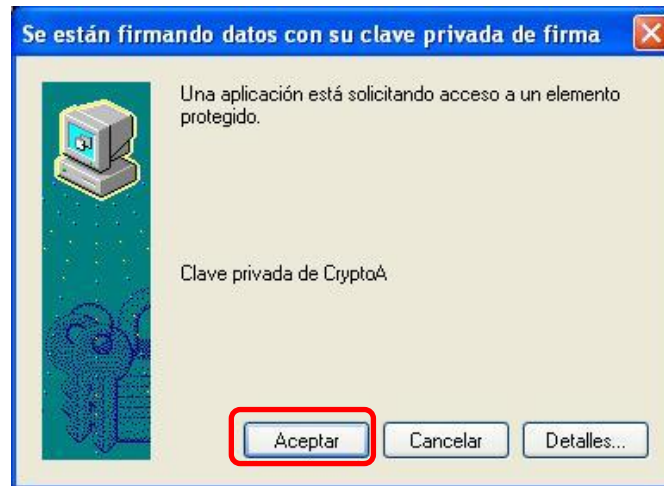 Se están firmando datos con su clave privada de firma
Una aplicación está solicitando acceso a un elemento
protegido.
Clave privada de CryptoA
Aceptar
Cancelar
Detalles...